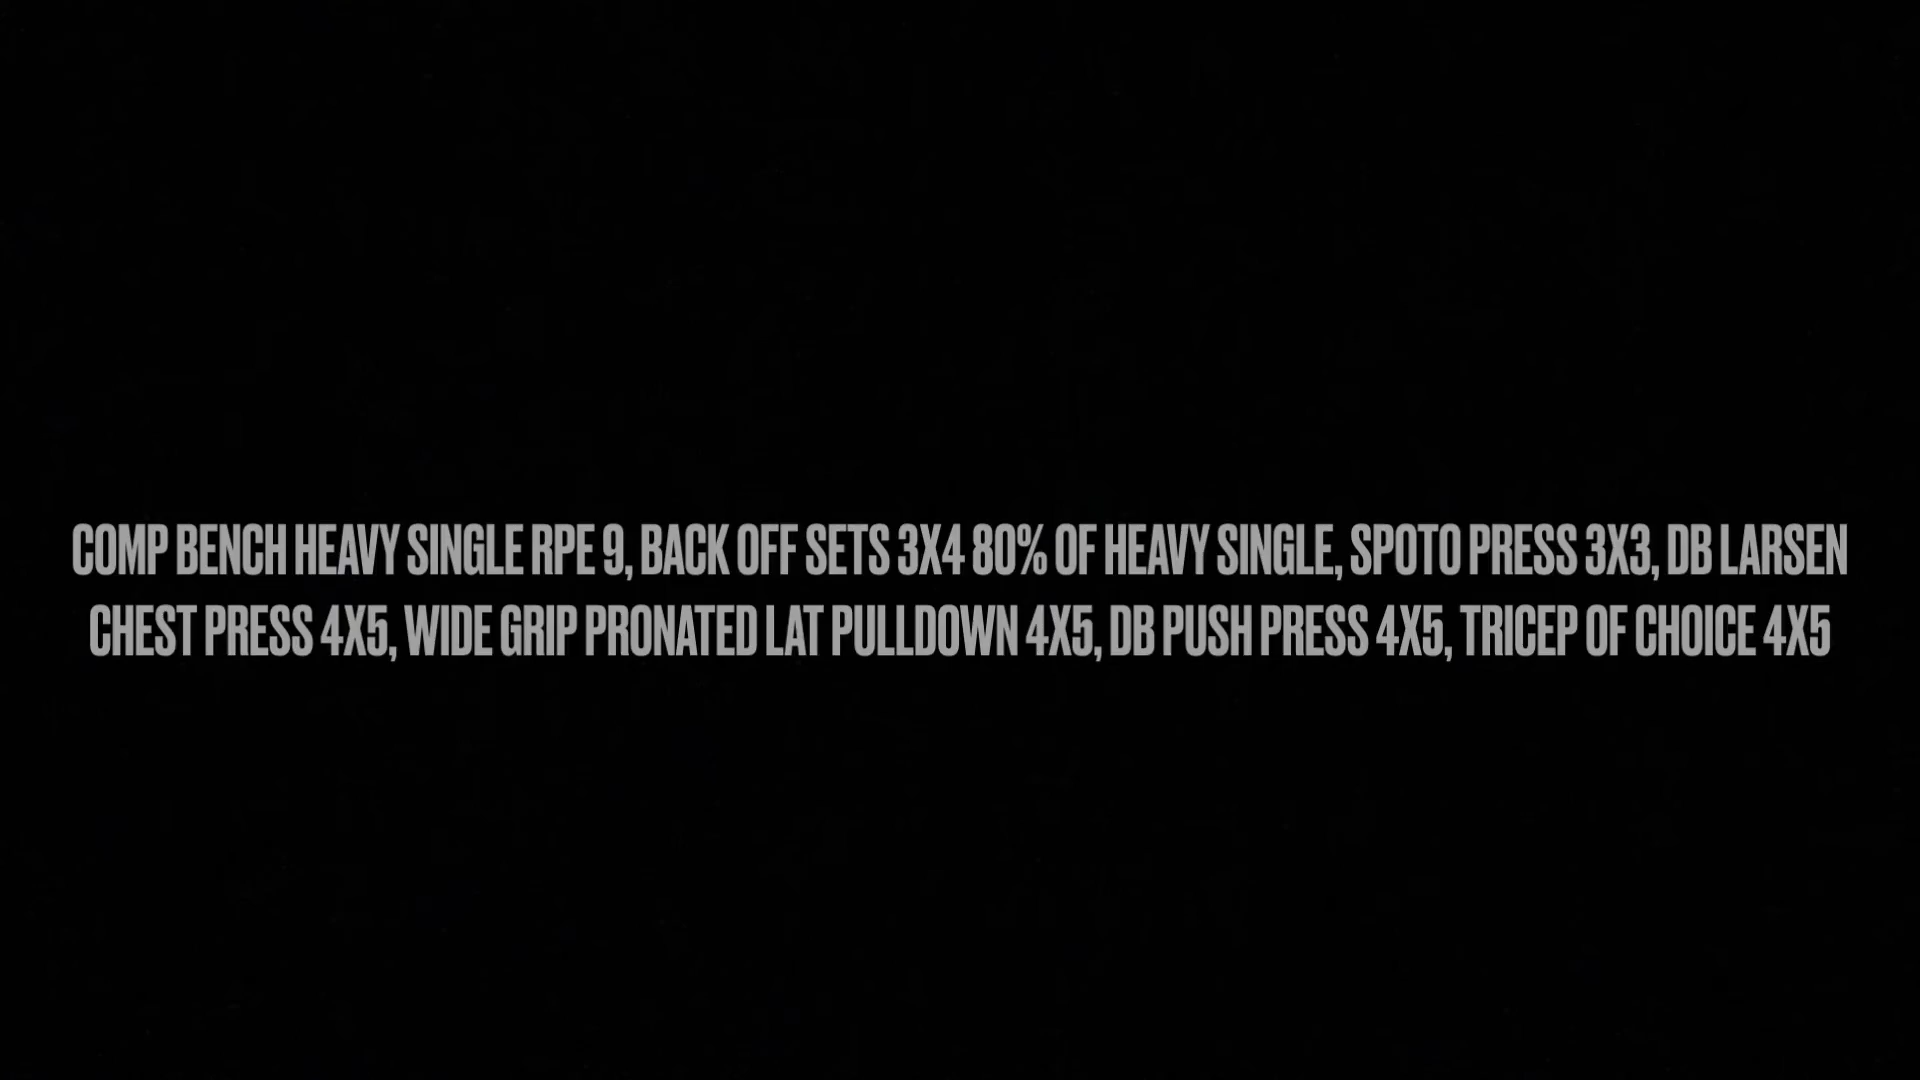 COMP BENCH HEAVY SINGLE RPE 9, BACK OFF SETS 3X4 80% OF HEAVY SINGLE, SPOTO PRESS 3X3, DB LARSEN
CHEST PRESS 4X5, WIDE GRIP PRONATED LAT PULLDOWN 4X5, DB PUSH PRESS 4X5, TRICEP OF CHOICE 4X5